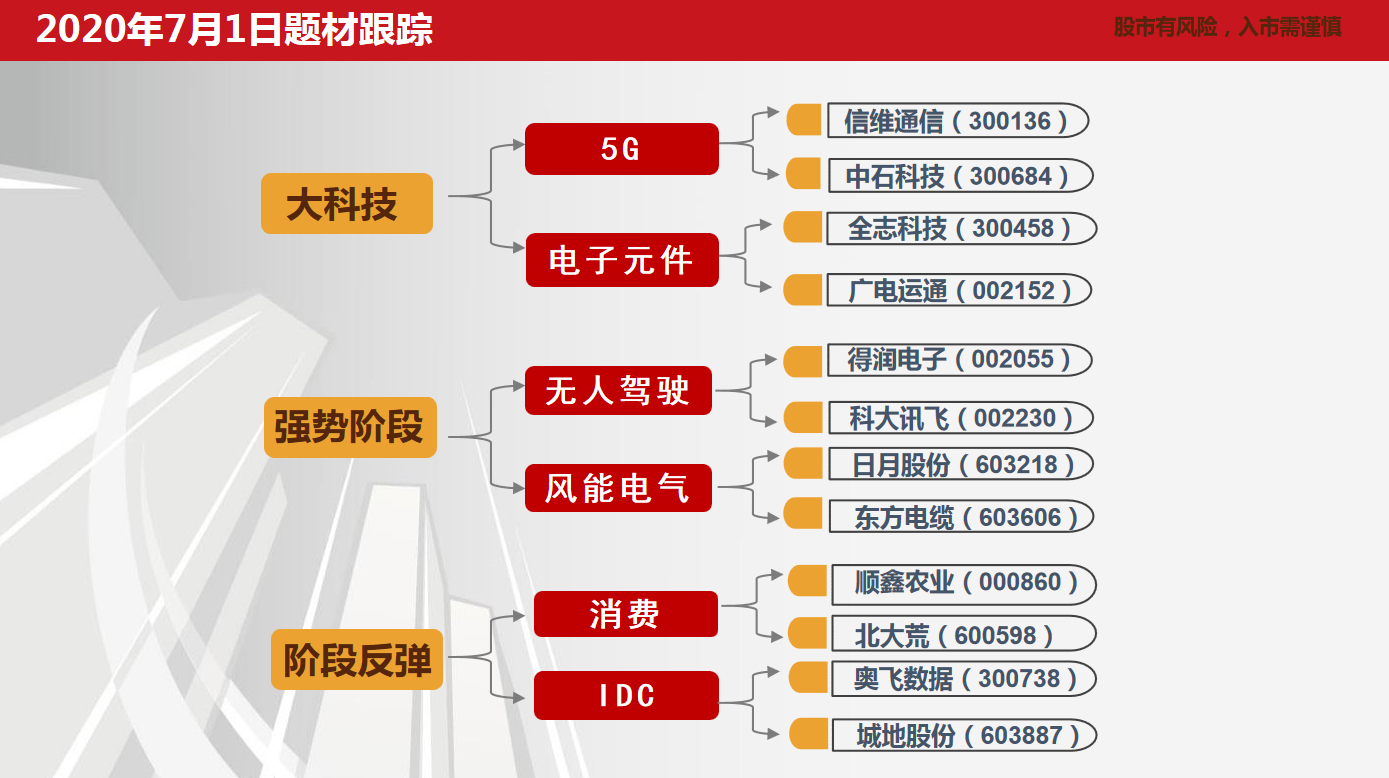 2020年7月1日题材跟踪
股市有风险，入市需谨慎
大科技
5G
信维通信（300136）
中石科技（300684）
电子元件
全志科技（300458）
广电运通（002152）
强势阶段
无人驾驶
得润电子（002055）
科大讯飞（002230）
风能电气
日月股份（603218）
东方电缆（603606）
阶段反弹
消费
顺鑫农业（000860）
北大荒（600598）
IDC
奥飞数据（300738）
城地股份（603887）